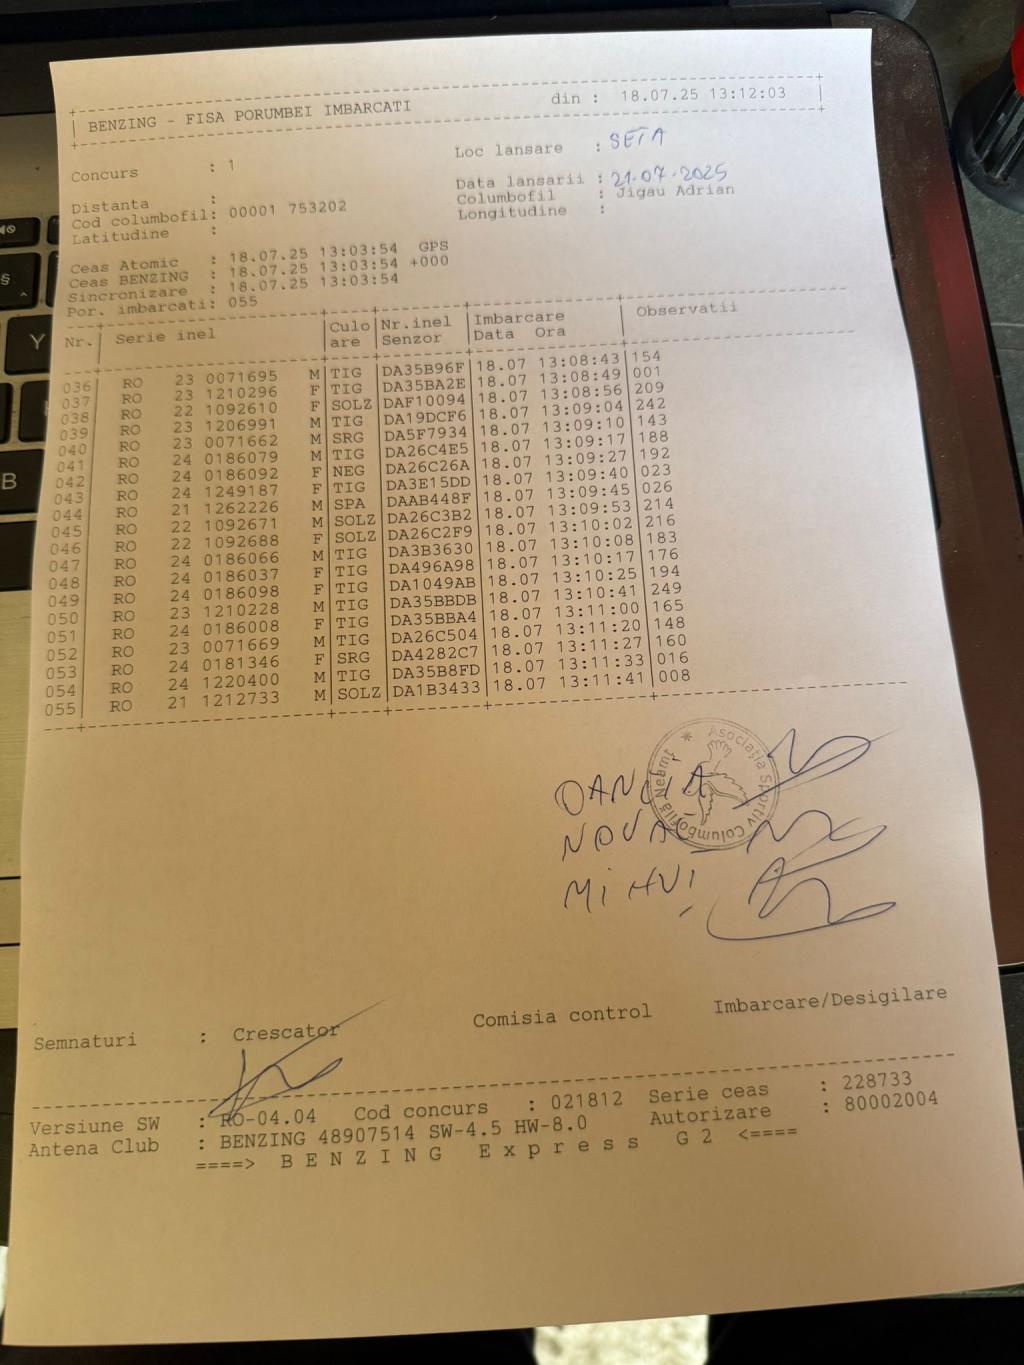 BENZING - FISA PORUMBEI IMBARCATI din : 18.07.25 13:12:03
Concurs : 1 Loc lansare : SETA
Data lansarii : 21.07.2025
Distanta : Columbofil : Jigau Adrian
Cod columbofil: 00001 753202 Longitudine :
Latitudine :
Ceas Atomic : 18.07.25 13:03:54 GPS
Ceas BENZING : 18.07.25 13:03:54 +000
Sincronizare : 18.07.25 13:03:54
Por. imbarcati: 055
Nr. Serie inel Culo Nr.inel Imbarcare Observatii
are Senzor Data Ora
036 RO 23 0071695 M TIG DA35B96F 18.07 13:08:43 154
037 RO 23 1210296 F TIG DA35BA2E 18.07 13:08:49 001
038 RO 22 1092610 F SOLZ DAF10094 18.07 13:08:56 209
039 RO 23 1206991 M TIG DA19DCF6 18.07 13:09:04 242
040 RO 23 0071662 M SRG DA5F7934 18.07 13:09:10 143
041 RO 24 0186079 M TIG DA26C4E5 18.07 13:09:17 188
042 RO 24 0186092 F NEG DA26C26A 18.07 13:09:27 192
043 RO 24 1249187 F TIG DA3E15DD 18.07 13:09:40 023
044 RO 21 1262226 M SPA DAAB448F 18.07 13:09:45 026
045 RO 22 1092671 M SOLZ DA26C3B2 18.07 13:09:53 214
046 RO 22 1092688 F SOLZ DA26C2F9 18.07 13:10:02 216
047 RO 24 0186066 M TIG DA3B3630 18.07 13:10:08 183
048 RO 24 0186037 F TIG DA496A98 18.07 13:10:17 176
049 RO 24 0186098 F TIG DA1049AB 18.07 13:10:25 194
050 RO 23 1210228 M TIG DA35BBDB 18.07 13:10:41 249
051 RO 24 0186008 F TIG DA35BBA4 18.07 13:11:00 165
052 RO 23 0071669 M TIG DA26C504 18.07 13:11:20 148
053 RO 24 0181346 F SRG DA4282C7 18.07 13:11:27 160
054 RO 24 1220400 M TIG DA35B8FD 18.07 13:11:33 016
055 RO 21 1212733 M SOLZ DA1B3433 18.07 13:11:41 008
Asociația Sportiv Columbofilă Neamț
NOVAC
MIHUȚ
Semnaturi : Crescator Comisia control Imbarcare/Desigilare
Versiune SW : RO-04.04 Cod concurs : 021812 Serie ceas : 228733
Antena Club : BENZING 48907514 SW-4.5 HW-8.0 Autorizare : 80002004
====> B E N Z I N G E x p r e s s G 2 <====